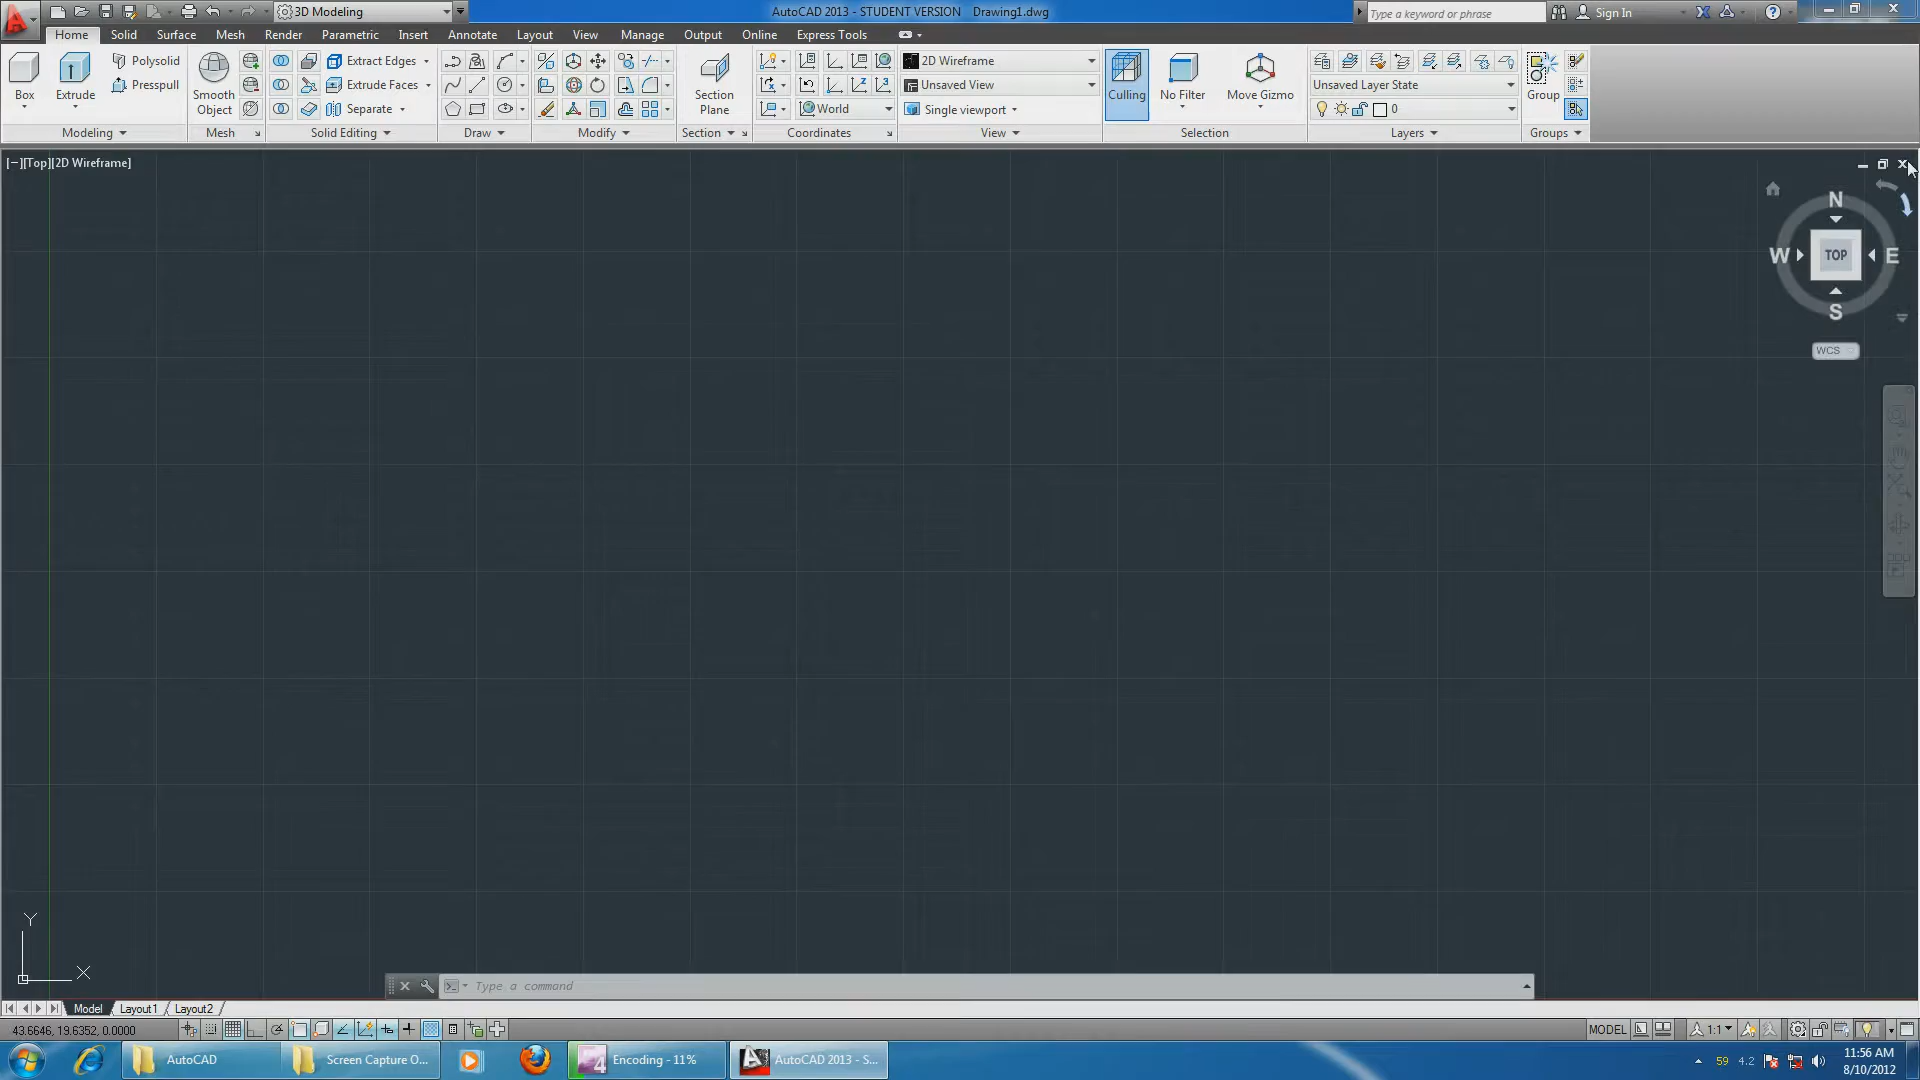 3D Modeling
AutoCAD 2013 - STUDENT VERSION Drawing1.dwg
Type a keyword or phrase
Sign In
Home Solid Surface Mesh Render Parametric Insert Annotate Layout View Manage Output Online Express Tools
Box
Extrude
Polysolid
Presspull
Modeling
Smooth
Object
Mesh
Extract Edges
Extrude Faces
Separate
Solid Editing
Draw
Modify
Section
Plane
Section
World
Coordinates
2D Wireframe
Unsaved View
Single viewport
View
Culling
No Filter
Move Gizmo
Selection
Unsaved Layer State
0
Layers
Group
Groups
[−][Top][2D Wireframe]
N
W TOP E
S
WCS
Y
X
Type a command
Model Layout1 Layout2
43.6646, 19.6352, 0.0000
MODEL
1:1
AutoCAD
Screen Capture O...
Encoding - 11%
AutoCAD 2013 - S...
59 4.2
11:56 AM
8/10/2012